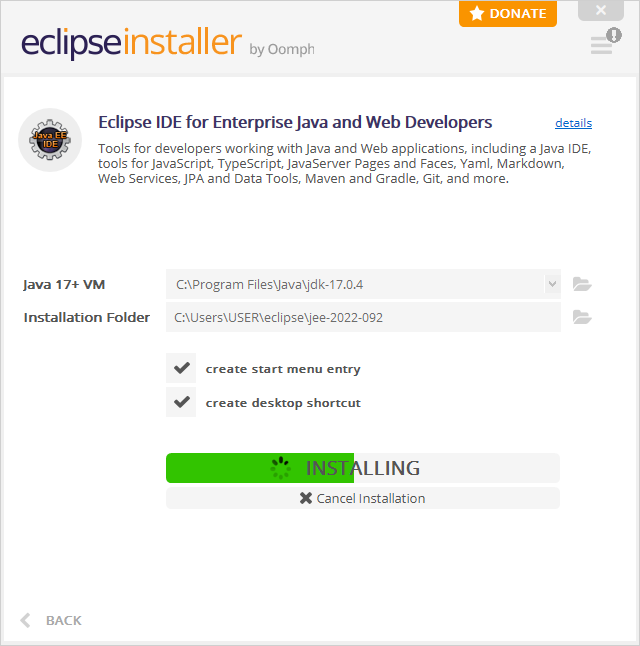 DONATE
eclipseinstaller by Oomph
Java EE
IDE
Eclipse IDE for Enterprise Java and Web Developers
details
Tools for developers working with Java and Web applications, including a Java IDE,
tools for JavaScript, TypeScript, JavaServer Pages and Faces, Yaml, Markdown,
Web Services, JPA and Data Tools, Maven and Gradle, Git, and more.
Java 17+ VM
C:\Program Files\Java\jdk-17.0.4
Installation Folder
C:\Users\USER\eclipse\jee-2022-092
create start menu entry
create desktop shortcut
INSTALLING
Cancel Installation
BACK